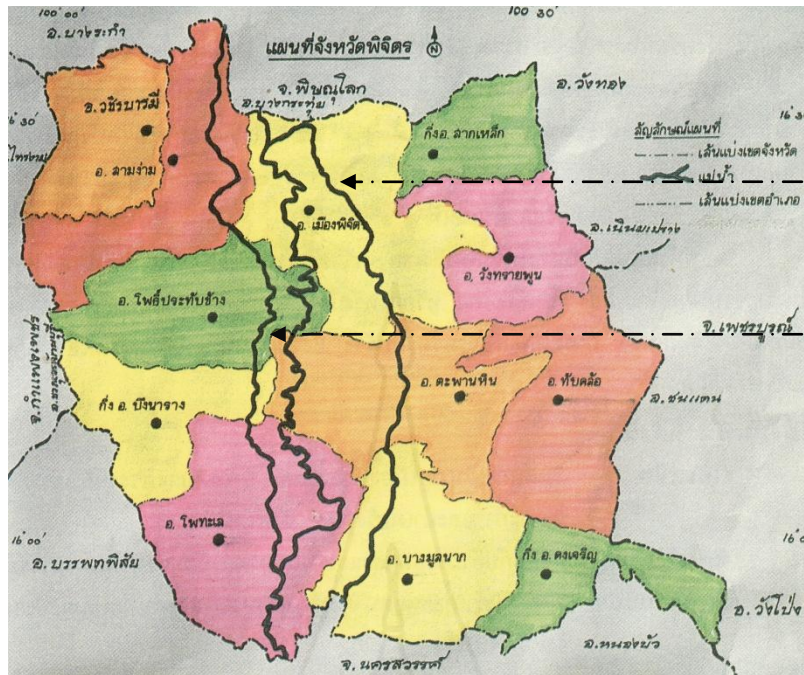 100° 00'
100 30'
อ.บางระกำ
แผนที่จังหวัดพิจิตร
N
จ.พิษณุโลก
อ.บางกระทุ่ม
อ.วังทอง
อ.วชิรบารมี
16 30'
กิ่งอ.สากเหล็ก
สัญลักษณ์แผนที่
เส้นแบ่งเขตจังหวัด
แม่น้ำ
เส้นแบ่งเขตอำเภอ
อ.สามง่าม
อ.เมืองพิจิตร
อ.เนินมะปราง
อ.วังทรายพูน
อ.โพธิ์ประทับช้าง
จ.เพชรบูรณ์
กิ่ง อ.บึงนาราง
อ.ตะพานหิน
อ.ทับคล้อ
อ.ชนแดน
16° 00'
อ.โพทะเล
อ.บรรพตพิสัย
อ.บางมูลนาก
กิ่ง อ.ดงเจริญ
อ.วังโป่ง
อ.หนองบัว
จ.นครสวรรค์